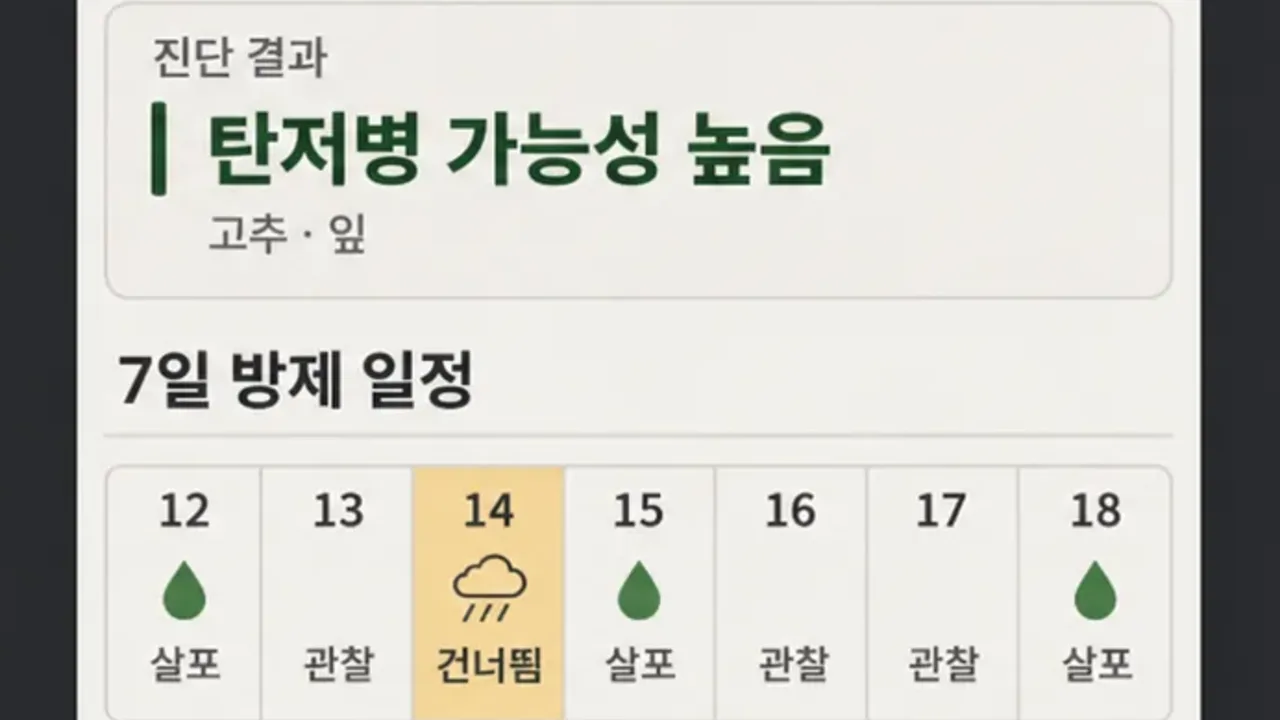 진단 결과
탄저병 가능성 높음
고추 · 잎
7일 방제 일정
12 13 14 15 16 17 18
살포 관찰 건너뜀 살포 관찰 관찰 살포